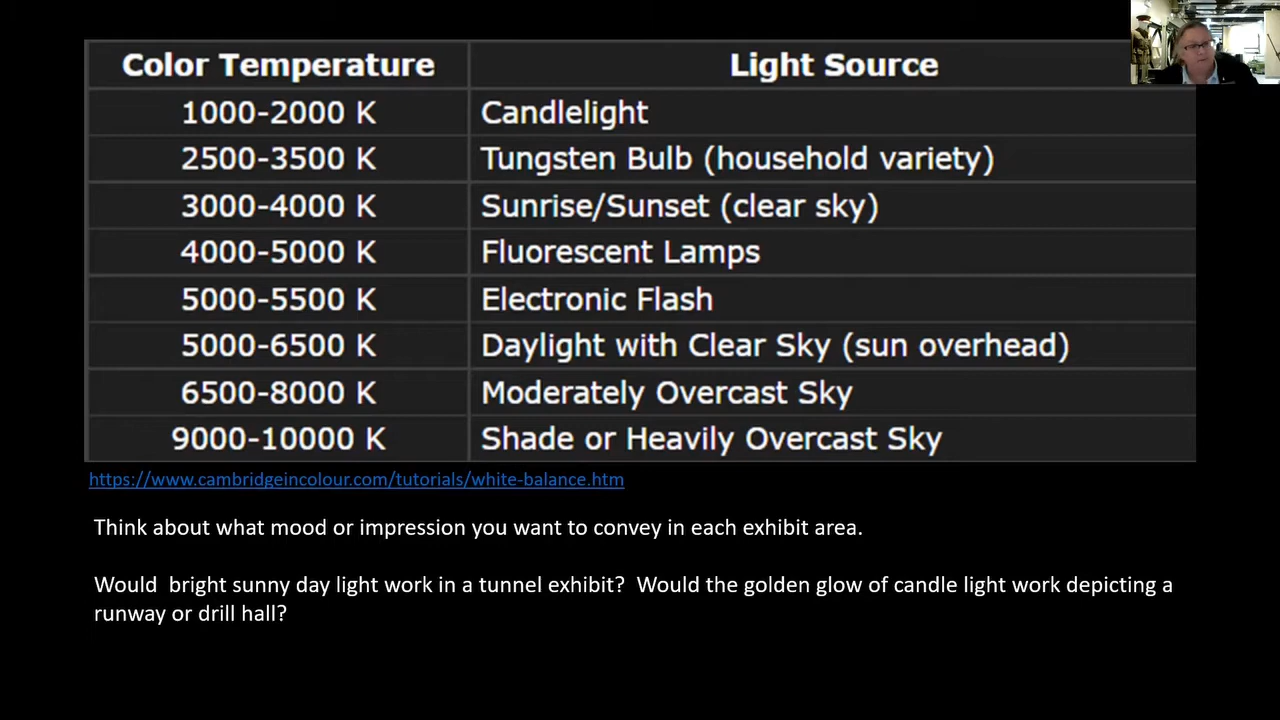 Color Temperature Light Source
1000-2000 K Candlelight
2500-3500 K Tungsten Bulb (household variety)
3000-4000 K Sunrise/Sunset (clear sky)
4000-5000 K Fluorescent Lamps
5000-5500 K Electronic Flash
5000-6500 K Daylight with Clear Sky (sun overhead)
6500-8000 K Moderately Overcast Sky
9000-10000 K Shade or Heavily Overcast Sky
https://www.cambridgeincolour.com/tutorials/white-balance.htm
Think about what mood or impression you want to convey in each exhibit area.
Would  bright sunny day light work in a tunnel exhibit?  Would the golden glow of candle light work depicting a
runway or drill hall?